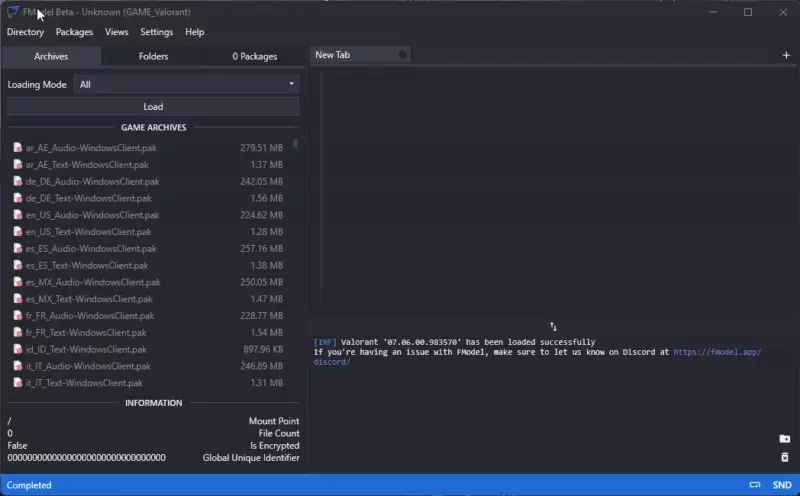 FModel Beta - Unknown (GAME_Valorant)
Directory Packages Views Settings Help
Archives Folders 0 Packages
Loading Mode All
Load
GAME ARCHIVES
ar_AE_Audio-WindowsClient.pak 279.51 MB
ar_AE_Text-WindowsClient.pak 1.37 MB
de_DE_Audio-WindowsClient.pak 242.05 MB
de_DE_Text-WindowsClient.pak 1.56 MB
en_US_Audio-WindowsClient.pak 224.62 MB
en_US_Text-WindowsClient.pak 1.28 MB
es_ES_Audio-WindowsClient.pak 257.16 MB
es_ES_Text-WindowsClient.pak 1.38 MB
es_MX_Audio-WindowsClient.pak 250.05 MB
es_MX_Text-WindowsClient.pak 1.47 MB
fr_FR_Audio-WindowsClient.pak 228.77 MB
fr_FR_Text-WindowsClient.pak 1.54 MB
id_ID_Text-WindowsClient.pak 897.96 KB
it_IT_Audio-WindowsClient.pak 246.89 MB
it_IT_Text-WindowsClient.pak 1.31 MB
INFORMATION
/ Mount Point
0 File Count
False Is Encrypted
00000000000000000000000000000000 Global Unique Identifier
New Tab
[INF] Valorant '07.06.00.983570' has been loaded successfully
If you're having an issue with FModel, make sure to let us know on Discord at https://fmodel.app/
discord/
Completed SND